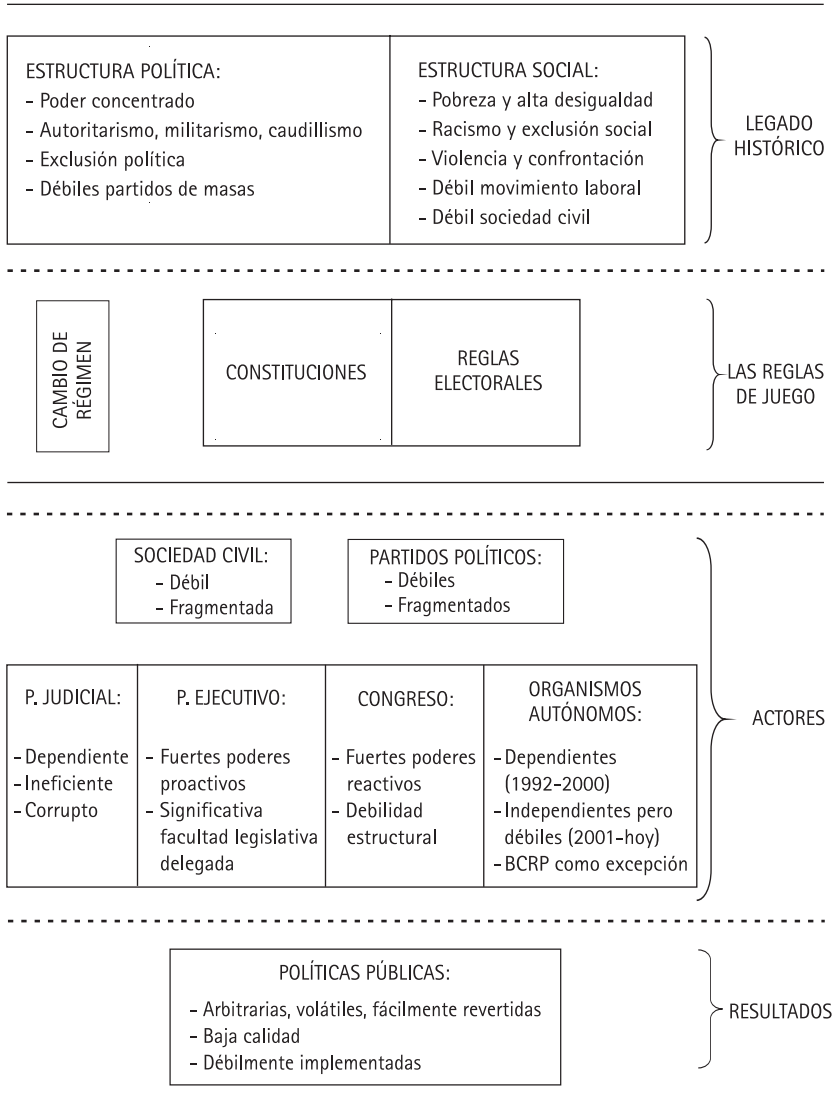 ESTRUCTURA POLÍTICA:
- Poder concentrado
- Autoritarismo, militarismo, caudillismo
- Exclusión política
- Débiles partidos de masas
ESTRUCTURA SOCIAL:
- Pobreza y alta desigualdad
- Racismo y exclusión social
- Violencia y confrontación
- Débil movimiento laboral
- Débil sociedad civil
LEGADO
HISTÓRICO
CAMBIO DE
RÉGIMEN
CONSTITUCIONES
REGLAS
ELECTORALES
LAS REGLAS
DE JUEGO
SOCIEDAD CIVIL:
- Débil
- Fragmentada
PARTIDOS POLÍTICOS:
- Débiles
- Fragmentados
P. JUDICIAL:
- Dependiente
- Ineficiente
- Corrupto
P. EJECUTIVO:
- Fuertes poderes
proactivos
- Significativa
facultad legislativa
delegada
CONGRESO:
- Fuertes poderes
reactivos
- Debilidad
estructural
ORGANISMOS
AUTÓNOMOS:
- Dependientes
(1992-2000)
- Independientes pero
débiles (2001-hoy)
- BCRP como excepción
ACTORES
POLÍTICAS PÚBLICAS:
- Arbitrarias, volátiles, fácilmente revertidas
- Baja calidad
- Débilmente implementadas
RESULTADOS